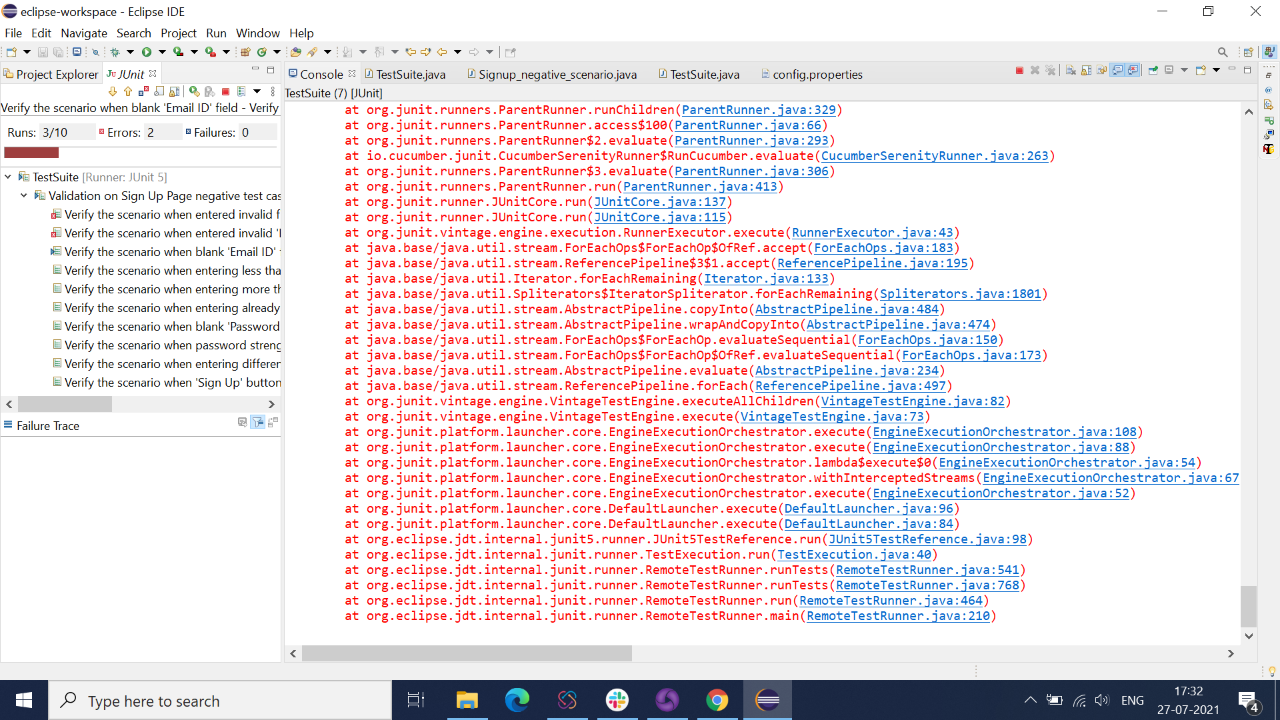 eclipse-workspace - Eclipse IDE
File Edit Navigate Search Project Run Window Help
Project Explorer JUnit
Verify the scenario when blank 'Email ID' field - Verify
Runs: 3/10 Errors: 2 Failures: 0
TestSuite [Runner: JUnit 5]
Validation on Sign Up Page negative test cas
Verify the scenario when entered invalid f
Verify the scenario when entered invalid 'I
Verify the scenario when blank 'Email ID'
Verify the scenario when entering less tha
Verify the scenario when entering more th
Verify the scenario when entering already
Verify the scenario when blank 'Password
Verify the scenario when password streng
Verify the scenario when entering differen
Verify the scenario when 'Sign Up' button
Failure Trace
Console TestSuite.java Signup_negative_scenario.java TestSuite.java config.properties
TestSuite (7) [JUnit]
at org.junit.runners.ParentRunner.runChildren(ParentRunner.java:329)
at org.junit.runners.ParentRunner.access$100(ParentRunner.java:66)
at org.junit.runners.ParentRunner$2.evaluate(ParentRunner.java:293)
at io.cucumber.junit.CucumberSerenityRunner$RunCucumber.evaluate(CucumberSerenityRunner.java:263)
at org.junit.runners.ParentRunner$3.evaluate(ParentRunner.java:306)
at org.junit.runners.ParentRunner.run(ParentRunner.java:413)
at org.junit.runner.JUnitCore.run(JUnitCore.java:137)
at org.junit.runner.JUnitCore.run(JUnitCore.java:115)
at org.junit.vintage.engine.execution.RunnerExecutor.execute(RunnerExecutor.java:43)
at java.base/java.util.stream.ForEachOps$ForEachOp$OfRef.accept(ForEachOps.java:183)
at java.base/java.util.stream.ReferencePipeline$3$1.accept(ReferencePipeline.java:195)
at java.base/java.util.Iterator.forEachRemaining(Iterator.java:133)
at java.base/java.util.Spliterators$IteratorSpliterator.forEachRemaining(Spliterators.java:1801)
at java.base/java.util.stream.AbstractPipeline.copyInto(AbstractPipeline.java:484)
at java.base/java.util.stream.AbstractPipeline.wrapAndCopyInto(AbstractPipeline.java:474)
at java.base/java.util.stream.ForEachOps$ForEachOp.evaluateSequential(ForEachOps.java:150)
at java.base/java.util.stream.ForEachOps$ForEachOp$OfRef.evaluateSequential(ForEachOps.java:173)
at java.base/java.util.stream.AbstractPipeline.evaluate(AbstractPipeline.java:234)
at java.base/java.util.stream.ReferencePipeline.forEach(ReferencePipeline.java:497)
at org.junit.vintage.engine.VintageTestEngine.executeAllChildren(VintageTestEngine.java:82)
at org.junit.vintage.engine.VintageTestEngine.execute(VintageTestEngine.java:73)
at org.junit.platform.launcher.core.EngineExecutionOrchestrator.execute(EngineExecutionOrchestrator.java:108)
at org.junit.platform.launcher.core.EngineExecutionOrchestrator.execute(EngineExecutionOrchestrator.java:88)
at org.junit.platform.launcher.core.EngineExecutionOrchestrator.lambda$execute$0(EngineExecutionOrchestrator.java:54)
at org.junit.platform.launcher.core.EngineExecutionOrchestrator.withInterceptedStreams(EngineExecutionOrchestrator.java:67
at org.junit.platform.launcher.core.EngineExecutionOrchestrator.execute(EngineExecutionOrchestrator.java:52)
at org.junit.platform.launcher.core.DefaultLauncher.execute(DefaultLauncher.java:96)
at org.junit.platform.launcher.core.DefaultLauncher.execute(DefaultLauncher.java:84)
at org.eclipse.jdt.internal.junit5.runner.JUnit5TestReference.run(JUnit5TestReference.java:98)
at org.eclipse.jdt.internal.junit.runner.TestExecution.run(TestExecution.java:40)
at org.eclipse.jdt.internal.junit.runner.RemoteTestRunner.runTests(RemoteTestRunner.java:541)
at org.eclipse.jdt.internal.junit.runner.RemoteTestRunner.runTests(RemoteTestRunner.java:768)
at org.eclipse.jdt.internal.junit.runner.RemoteTestRunner.run(RemoteTestRunner.java:464)
at org.eclipse.jdt.internal.junit.runner.RemoteTestRunner.main(RemoteTestRunner.java:210)
Type here to search
ENG
17:32
27-07-2021
4